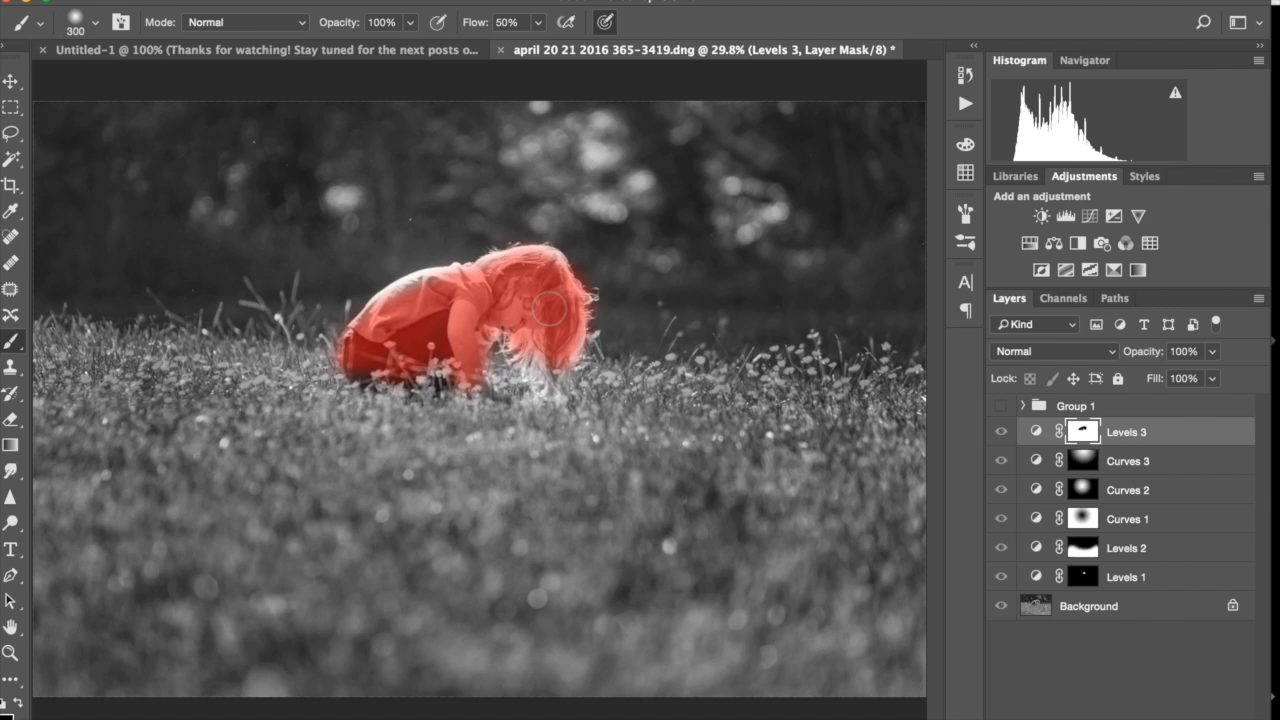 300
Mode: Normal Opacity: 100% Flow: 50%
Untitled-1 @ 100% (Thanks for watching! Stay tuned for the next posts o...
april 20 21 2016 365-3419.dng @ 29.8% (Levels 3, Layer Mask/8) *
Histogram Navigator
Libraries Adjustments Styles
Add an adjustment
A|
Layers Channels Paths
Kind
Normal Opacity: 100%
Lock: Fill: 100%
Group 1
Levels 3
Curves 3
Curves 2
Curves 1
Levels 2
Levels 1
Background